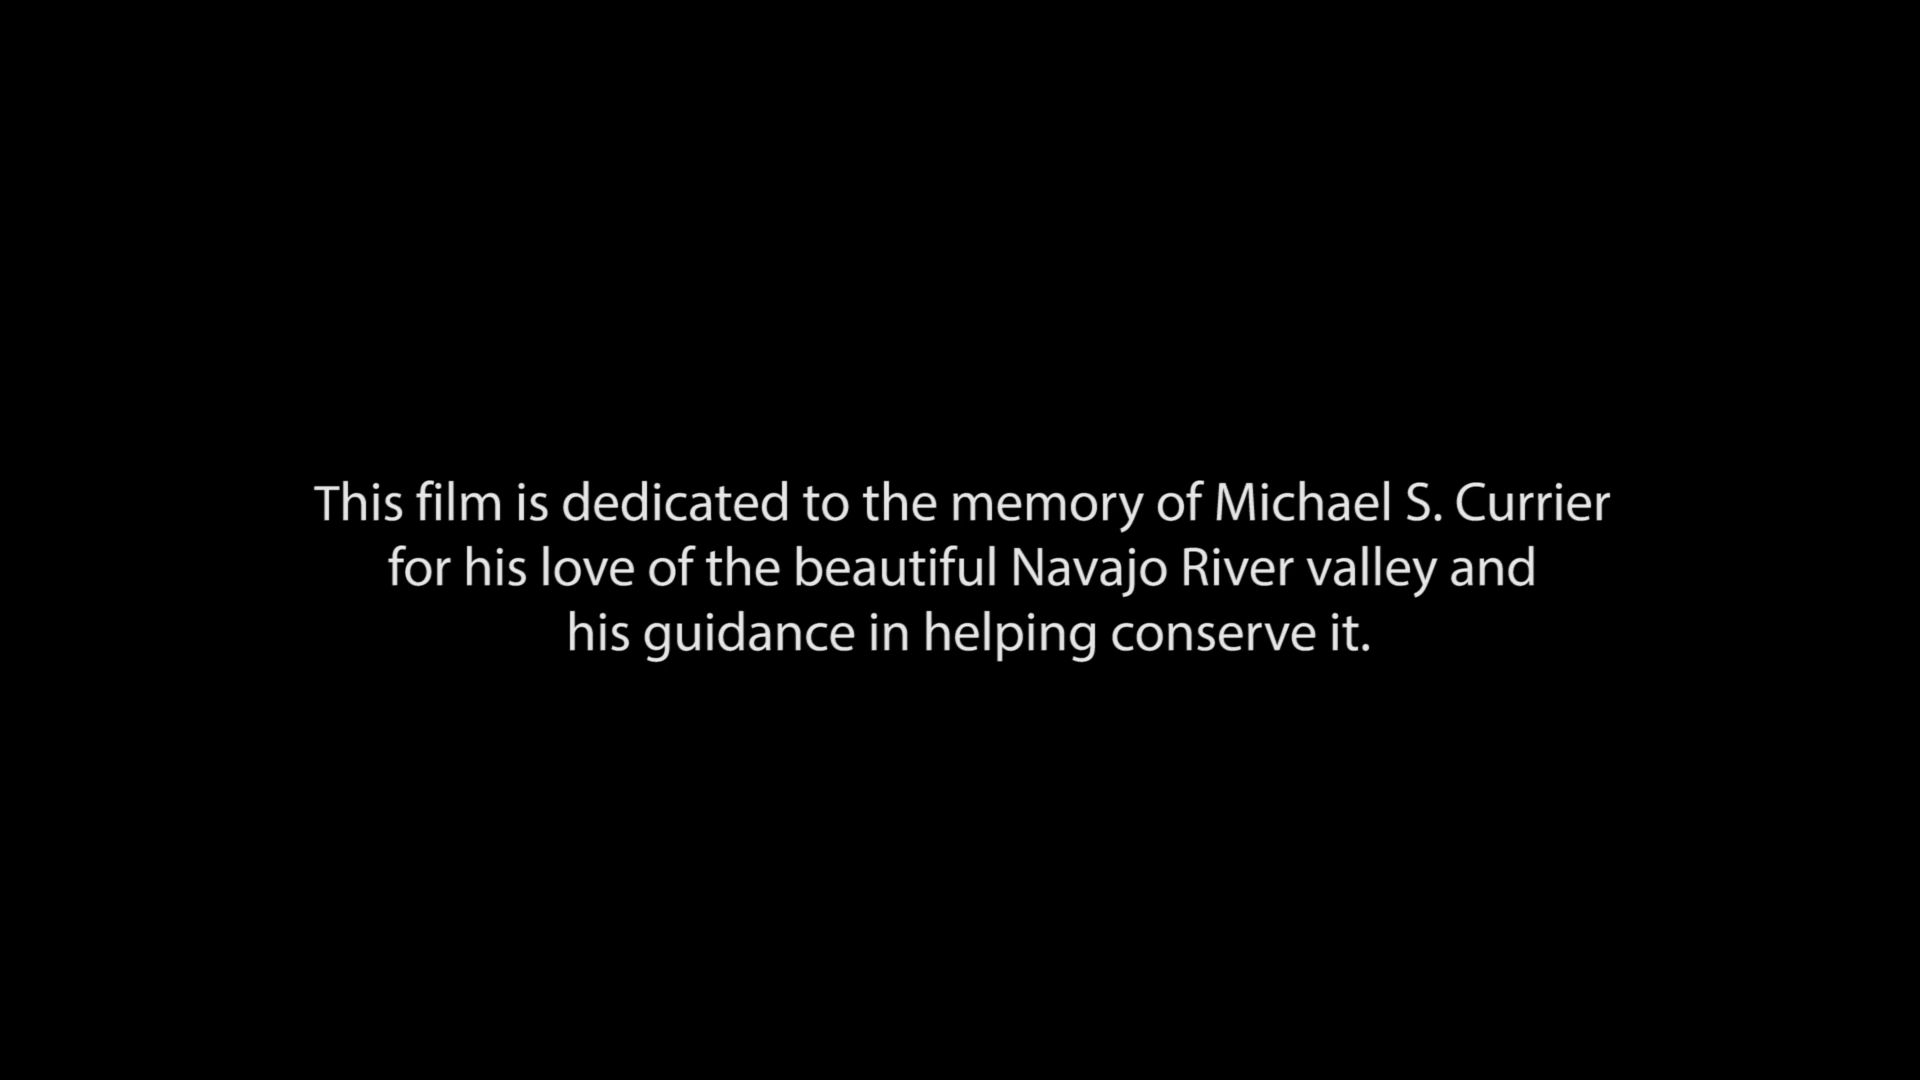 This film is dedicated to the memory of Michael S. Currier
for his love of the beautiful Navajo River valley and
his guidance in helping conserve it.